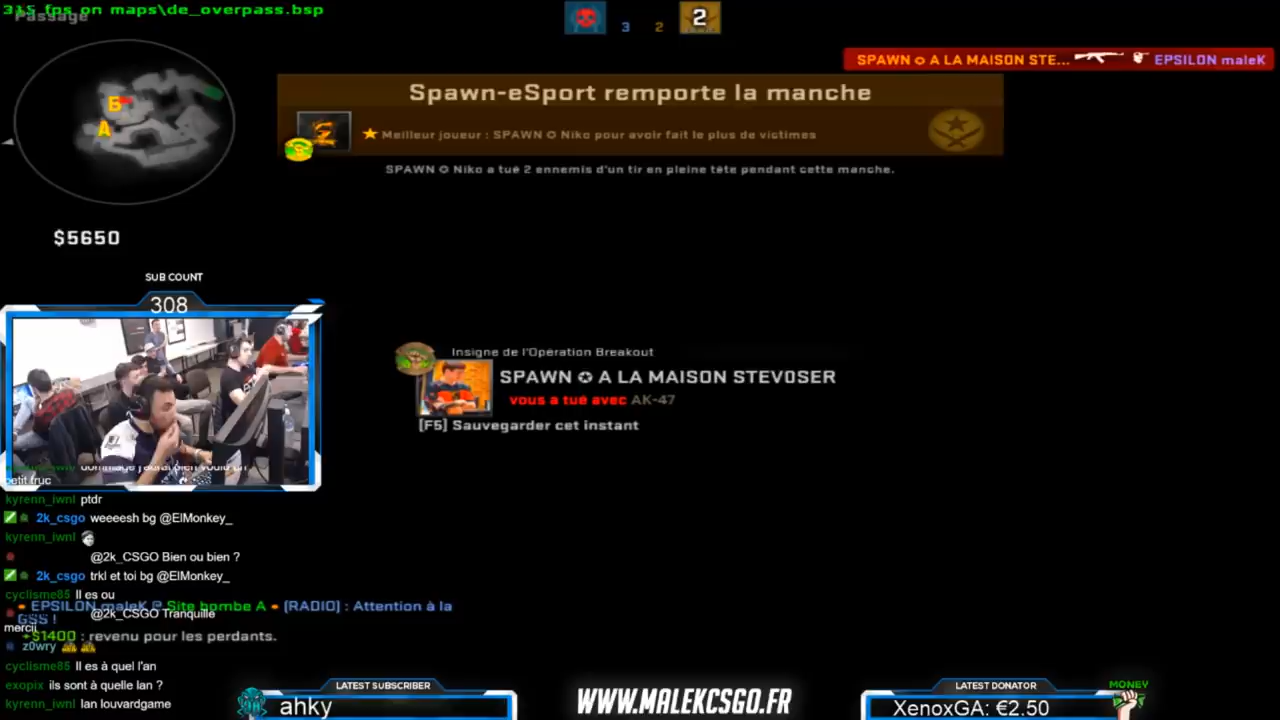 315 fps on maps\de_overpass.bsp
Passage
3 2
2
SPAWN ✪ A LA MAISON STE... EPSILON maleK
Spawn-eSport remporte la manche
★ Meilleur joueur : SPAWN ✪ Niko pour avoir fait le plus de victimes
SPAWN ✪ Niko a tué 2 ennemis d'un tir en pleine tête pendant cette manche.
Б
A
$5650
SUB COUNT
308
Insigne de l'Opération Breakout
SPAWN ✪ A LA MAISON STEVOSER
vous a tué avec AK-47
[F5] Sauvegarder cet instant
petit truc
kyrenn_iwnl ptdr
2k_csgo weeeesh bg @ElMonkey_
kyrenn_iwnl
@2k_CSGO Bien ou bien ?
2k_csgo trkl et toi bg @ElMonkey_
cyclisme85 Il es ou
EPSILON maleK @ Site bombe A • (RADIO) : Attention à la
@2k_CSGO Tranquille
GSS !
merci
+$1400 : revenu pour les perdants.
z0wry
cyclisme85 Il es à quel l'an
exopix ils sont à quelle lan ?
kyrenn_iwnl lan louvardgame
LATEST SUBSCRIBER
ahky
WWW.MALEKCSGO.FR
LATEST DONATOR
XenoxGA: €2.50
MONEY